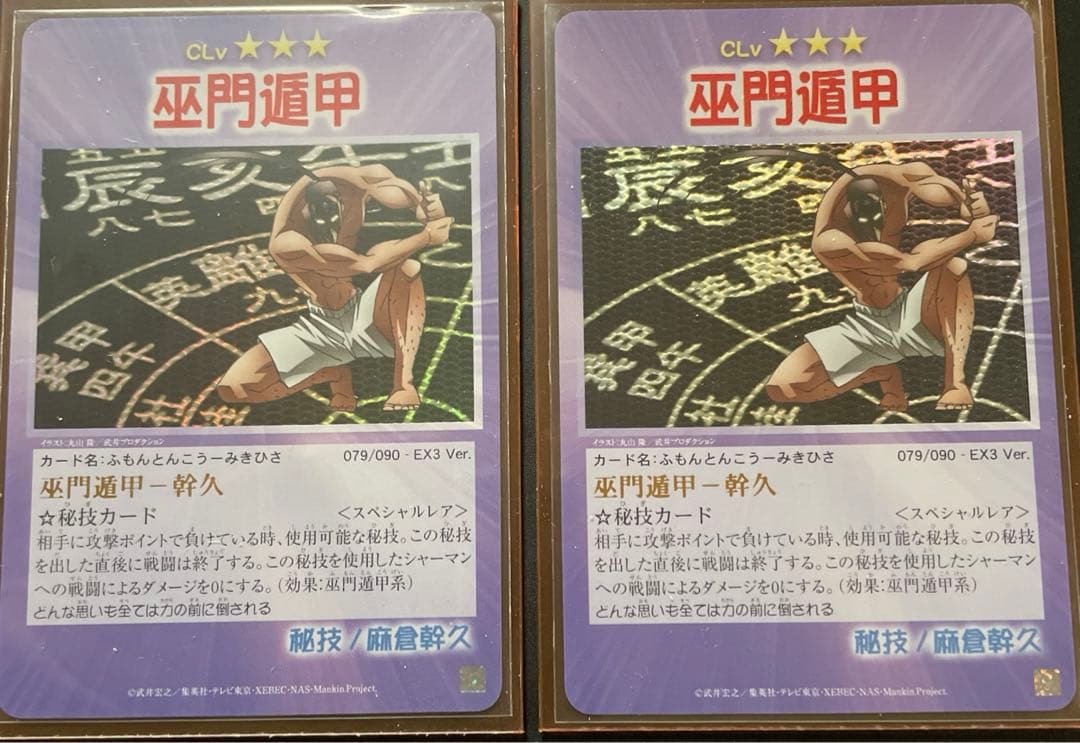 CLv ★★★
巫門遁甲
イラスト:丸山 隆/武井プロダクション
カード名:ふもんとんこうーみきひさ 079/090 - EX3 Ver.
巫門遁甲-幹久
☆秘技カード <スペシャルレア>
相手に攻撃ポイントで負けている時、使用可能な秘技。この秘技
を出した直後に戦闘は終了する。この秘技を使用したシャーマン
への戦闘によるダメージを0にする。(効果:巫門遁甲系)
どんな思いも全ては力の前に倒される
秘技/麻倉幹久
©武井宏之/集英社・テレビ東京・XEBEC・NAS・Mankin.Project.
CLv ★★★
巫門遁甲
イラスト:丸山 隆/武井プロダクション
カード名:ふもんとんこうーみきひさ 079/090 - EX3 Ver.
巫門遁甲-幹久
☆秘技カード <スペシャルレア>
相手に攻撃ポイントで負けている時、使用可能な秘技。この秘技
を出した直後に戦闘は終了する。この秘技を使用したシャーマン
への戦闘によるダメージを0にする。(効果:巫門遁甲系)
どんな思いも全ては力の前に倒される
秘技/麻倉幹久
©武井宏之/集英社・テレビ東京・XEBEC・NAS・Mankin.Project.